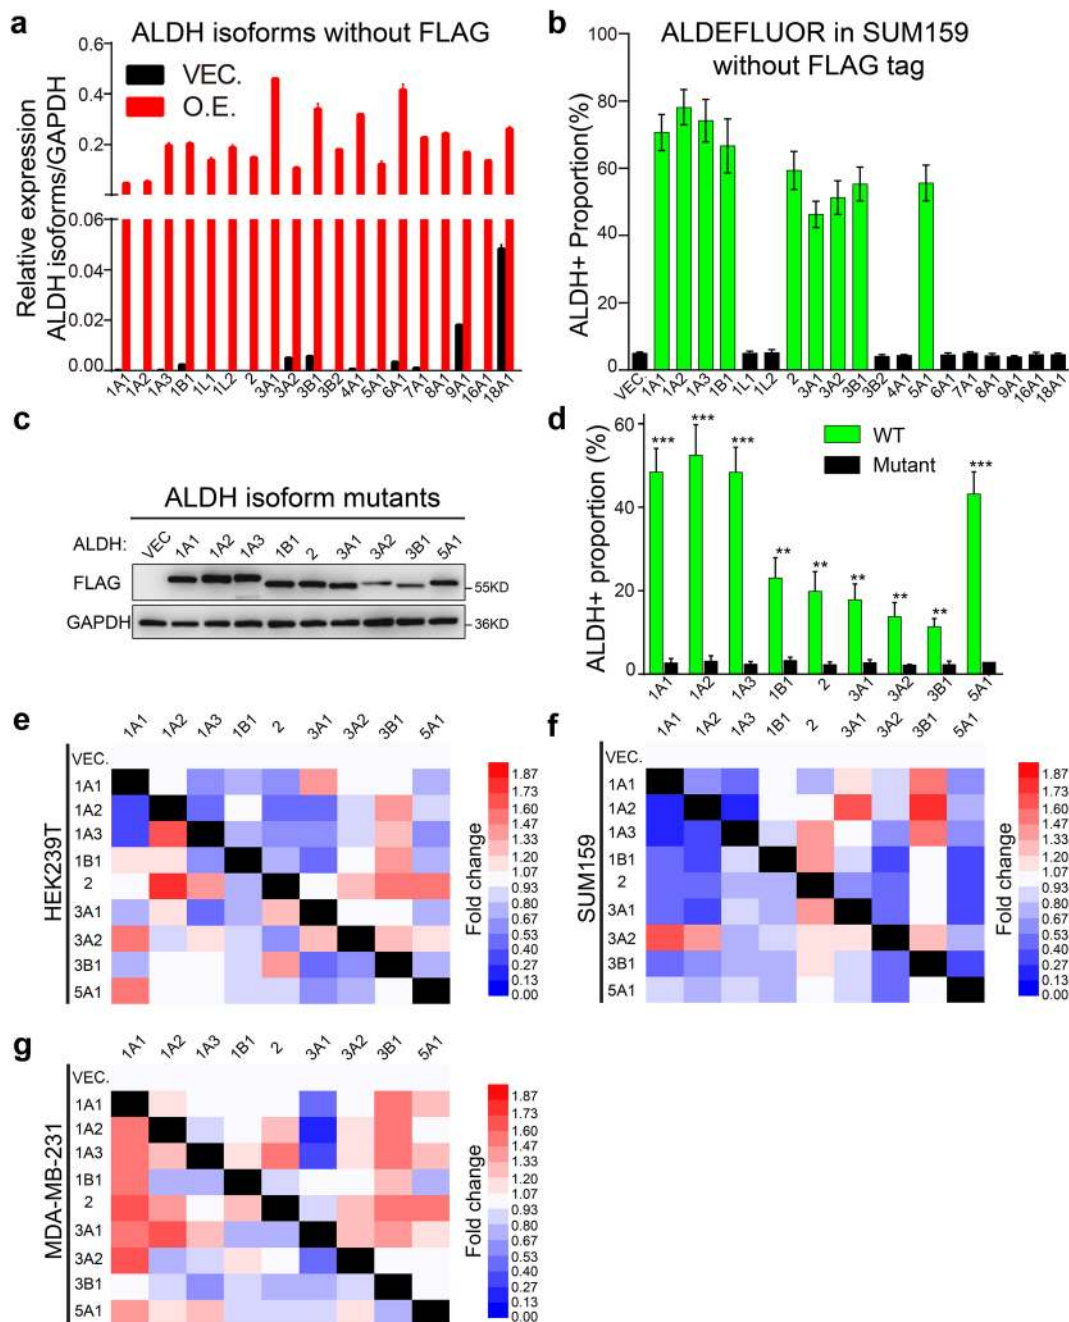 a
ALDH isoforms without FLAG
Relative expression
ALDH isoforms/GAPDH
0.6
0.4
0.2
0.06
0.04
0.02
0.00
VEC.
O.E.
1A1 1A2 1A3 1B1 1L1 1L2 2 3A1 3A2 3B1 3B2 4A1 5A1 6A1 7A1 8A1 9A1 16A1 18A1
b
ALDEFLUOR in SUM159
without FLAG tag
ALDH+ Proportion(%)
100
80
60
40
20
0
VEC. 1A1 1A2 1A3 1B1 1L1 1L2 2 3A1 3A2 3B1 3B2 4A1 5A1 6A1 7A1 8A1 9A1 16A1 18A1
c
ALDH isoform mutants
ALDH: VEC 1A1 1A2 1A3 1B1 2 3A1 3A2 3B1 5A1
FLAG
55KD
GAPDH
36KD
d
ALDH+ proportion (%)
60
40
20
0
WT
Mutant
*** *** *** ** ** ** ** ** ***
1A1 1A2 1A3 1B1 2 3A1 3A2 3B1 5A1
e
1A1 1A2 1A3 1B1 2 3A1 3A2 3B1 5A1
HEK239T
VEC.
1A1
1A2
1A3
1B1
2
3A1
3A2
3B1
5A1
Fold change
1.87
1.73
1.60
1.47
1.33
1.20
1.07
0.93
0.80
0.67
0.53
0.40
0.27
0.13
0.00
f
1A1 1A2 1A3 1B1 2 3A1 3A2 3B1 5A1
SUM159
VEC.
1A1
1A2
1A3
1B1
2
3A1
3A2
3B1
5A1
Fold change
1.87
1.73
1.60
1.47
1.33
1.20
1.07
0.93
0.80
0.67
0.53
0.40
0.27
0.13
0.00
g
1A1 1A2 1A3 1B1 2 3A1 3A2 3B1 5A1
MDA-MB-231
VEC.
1A1
1A2
1A3
1B1
2
3A1
3A2
3B1
5A1
Fold change
1.87
1.73
1.60
1.47
1.33
1.20
1.07
0.93
0.80
0.67
0.53
0.40
0.27
0.13
0.00